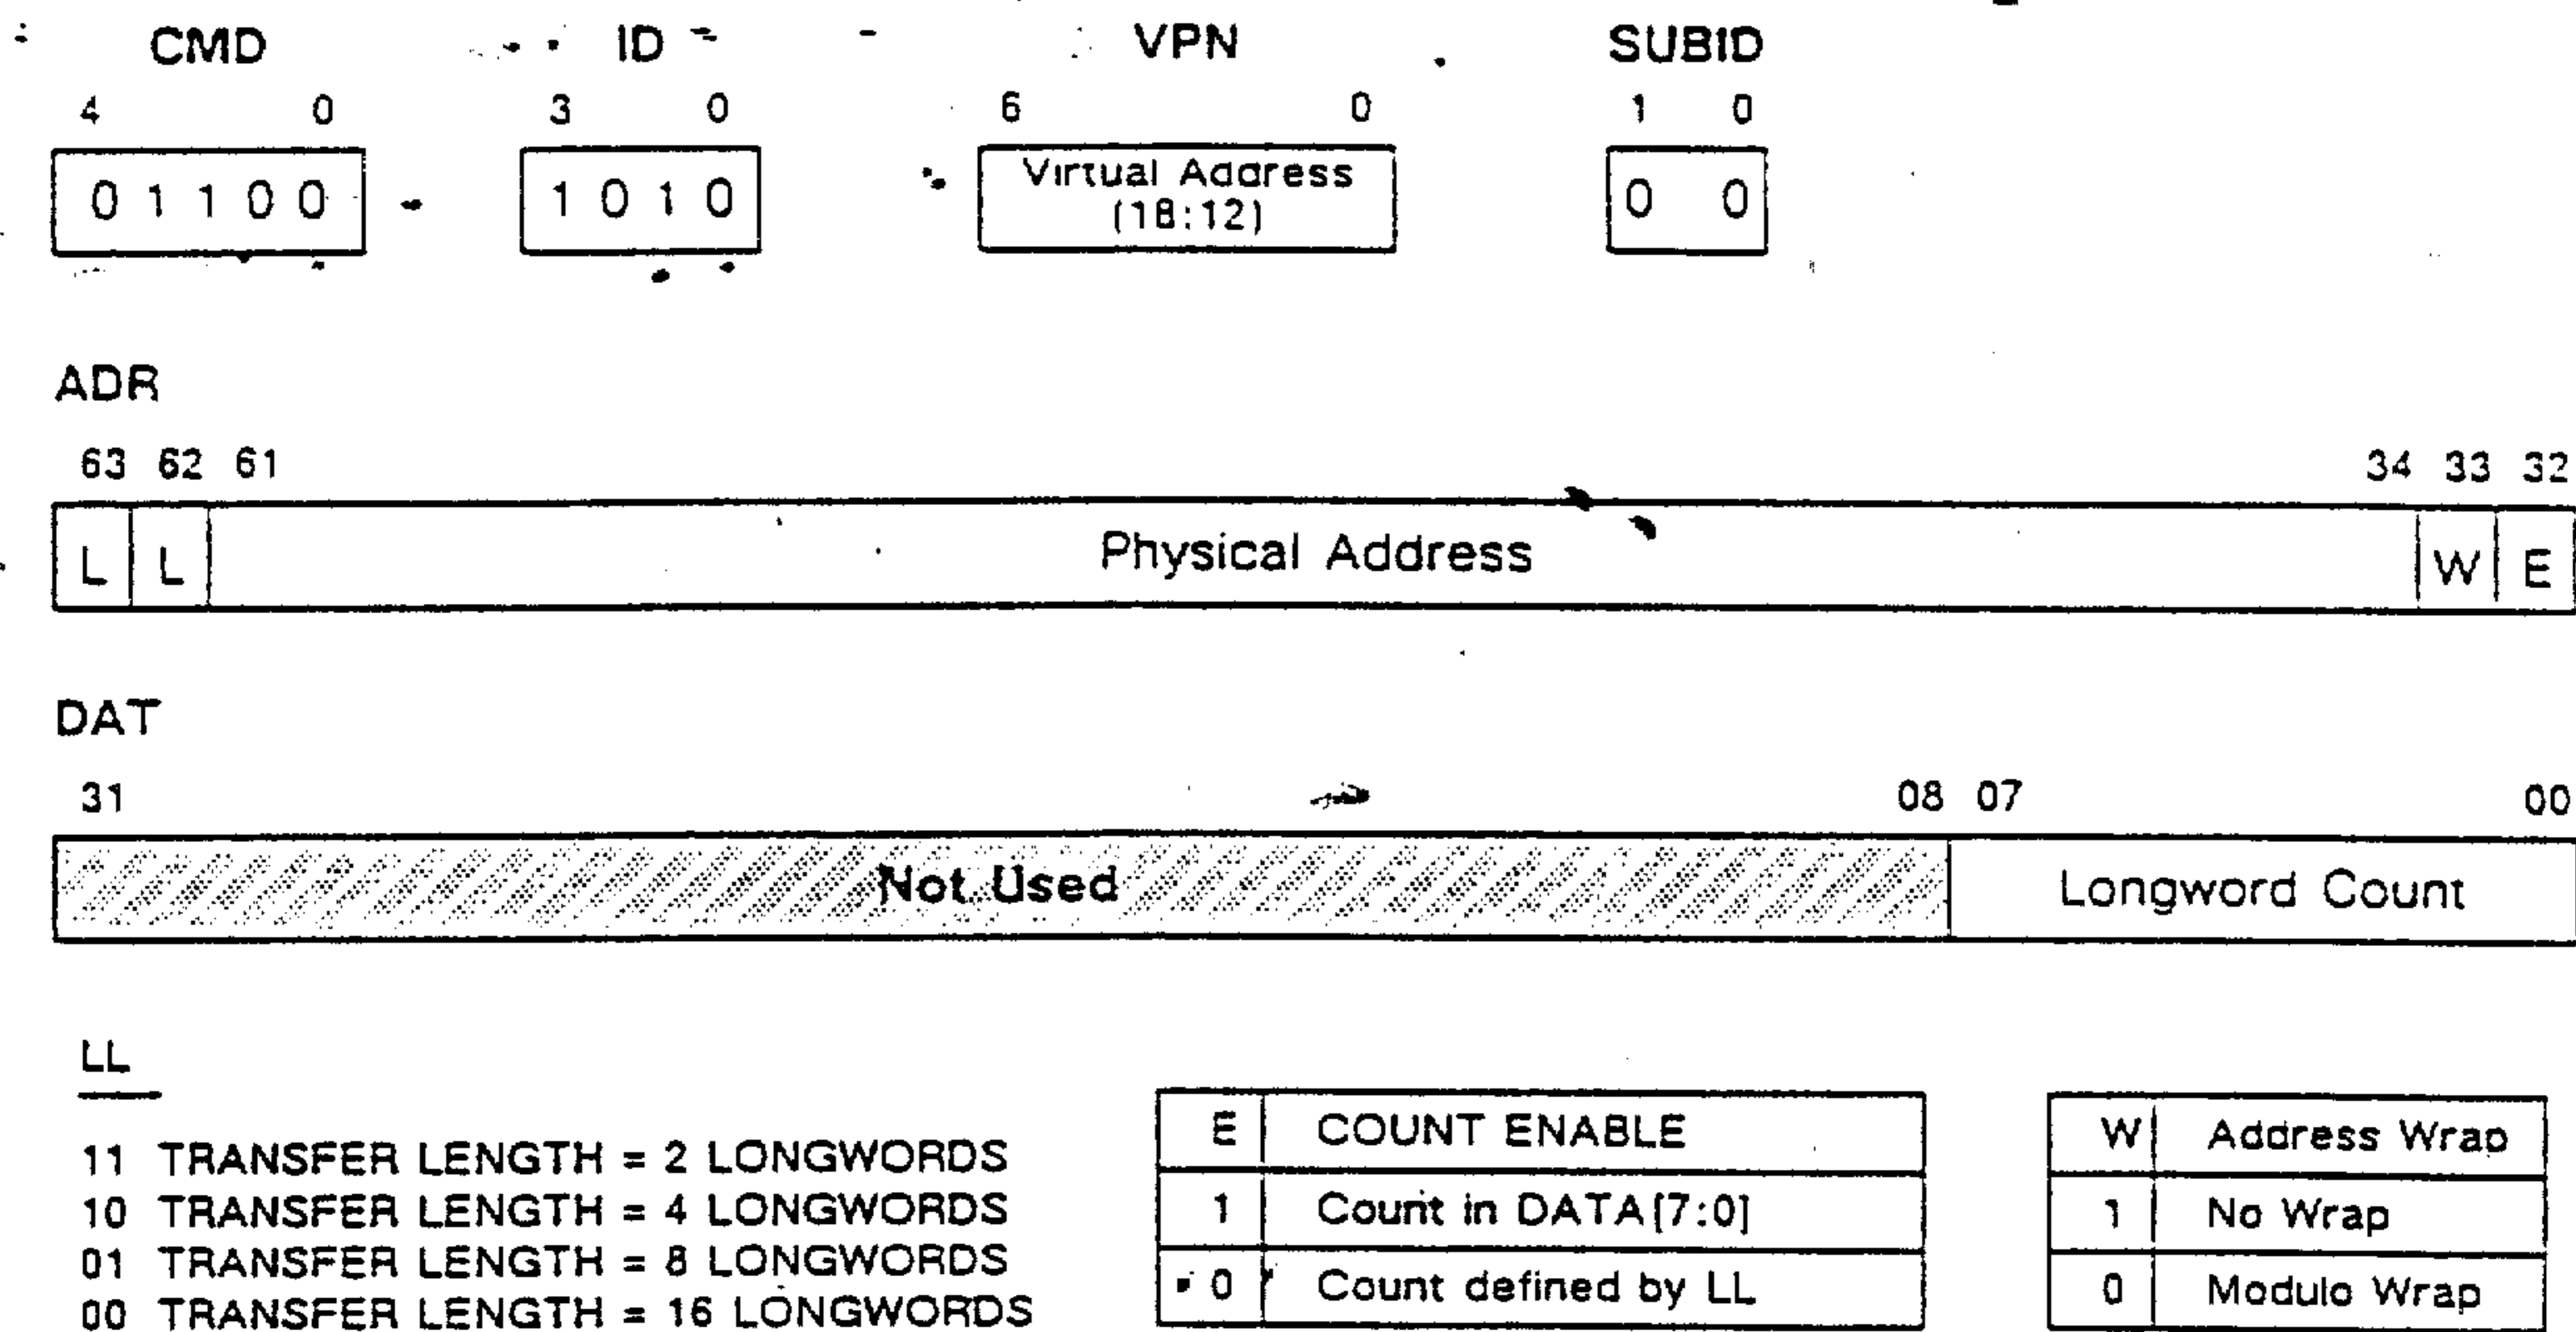 CMD ID VPN SUBID
4 0 3 0 6 0 1 0
0 1 1 0 0 1 0 1 0 Virtual Address 0 0
(18:12)
ADR
63 62 61 34 33 32
L L Physical Address W E
DAT
31 08 07 00
Not Used Longword Count
LL
11 TRANSFER LENGTH = 2 LONGWORDS
10 TRANSFER LENGTH = 4 LONGWORDS
01 TRANSFER LENGTH = 8 LONGWORDS
00 TRANSFER LENGTH = 16 LONGWORDS
E COUNT ENABLE
1 Count in DATA[7:0]
0 Count defined by LL
W Address Wrap
1 No Wrap
0 Modulo Wrap